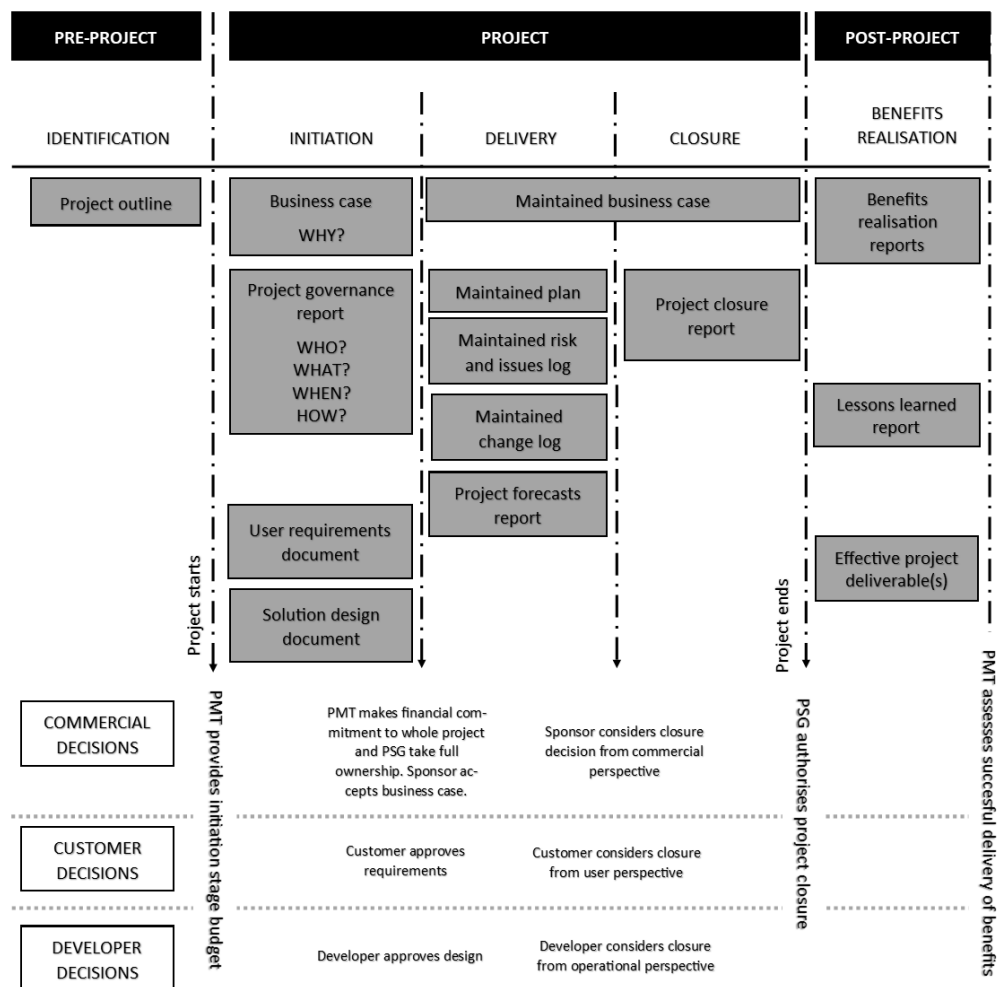 PRE-PROJECT
PROJECT
POST-PROJECT
IDENTIFICATION
INITIATION
DELIVERY
CLOSURE
BENEFITS
REALISATION
Project outline
Business case
WHY?
Maintained business case
Benefits
realisation
reports
Project governance
report
WHO?
WHAT?
WHEN?
HOW?
Maintained plan
Maintained risk
and issues log
Maintained
change log
Project forecasts
report
Project closure
report
Lessons learned
report
User requirements
document
Solution design
document
Effective project
deliverable(s)
Project starts
Project ends
PMT provides initiation stage budget
PSG authorises project closure
PMT assesses succesful delivery of benefits
COMMERCIAL
DECISIONS
PMT makes financial com-
mitment to whole project
and PSG take full
ownership. Sponsor ac-
cepts business case.
Sponsor considers closure
decision from commercial
perspective
CUSTOMER
DECISIONS
Customer approves
requirements
Customer considers closure
from user perspective
DEVELOPER
DECISIONS
Developer approves design
Developer considers closure
from operational perspective